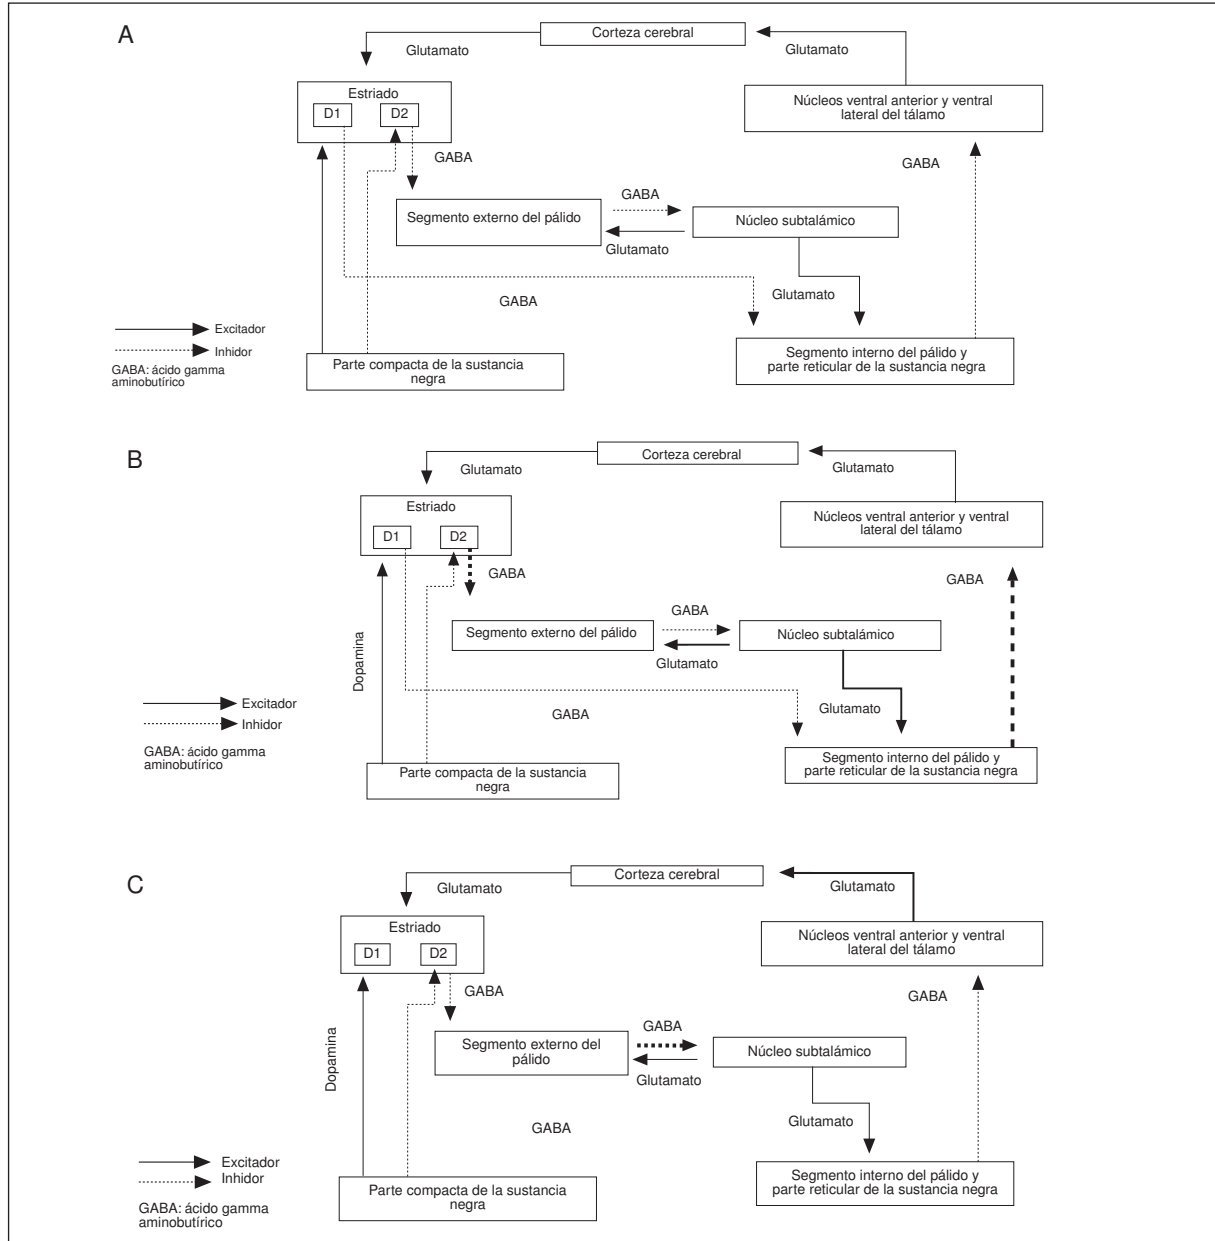 A
Corteza cerebral
Glutamato
Glutamato
Estriado
D1
D2
Núcleos ventral anterior y ventral
lateral del tálamo
GABA
GABA
GABA
Segmento externo del pálido
Núcleo subtalámico
Glutamato
GABA
Glutamato
Excitador
Inhidor
GABA: ácido gamma
aminobutírico
Parte compacta de la sustancia
negra
Segmento interno del pálido y
parte reticular de la sustancia negra
B
Corteza cerebral
Glutamato
Glutamato
Estriado
D1
D2
Núcleos ventral anterior y ventral
lateral del tálamo
GABA
GABA
GABA
Segmento externo del pálido
Núcleo subtalámico
Glutamato
Dopamina
GABA
Glutamato
Excitador
Inhidor
GABA: ácido gamma
aminobutírico
Parte compacta de la sustancia
negra
Segmento interno del pálido y
parte reticular de la sustancia negra
C
Corteza cerebral
Glutamato
Glutamato
Estriado
D1
D2
Núcleos ventral anterior y ventral
lateral del tálamo
GABA
GABA
GABA
Segmento externo del
pálido
Núcleo subtalámico
Glutamato
Dopamina
GABA
Glutamato
Excitador
Inhidor
GABA: ácido gamma
aminobutírico
Parte compacta de la sustancia
negra
Segmento interno del pálido y
parte reticular de la sustancia negra